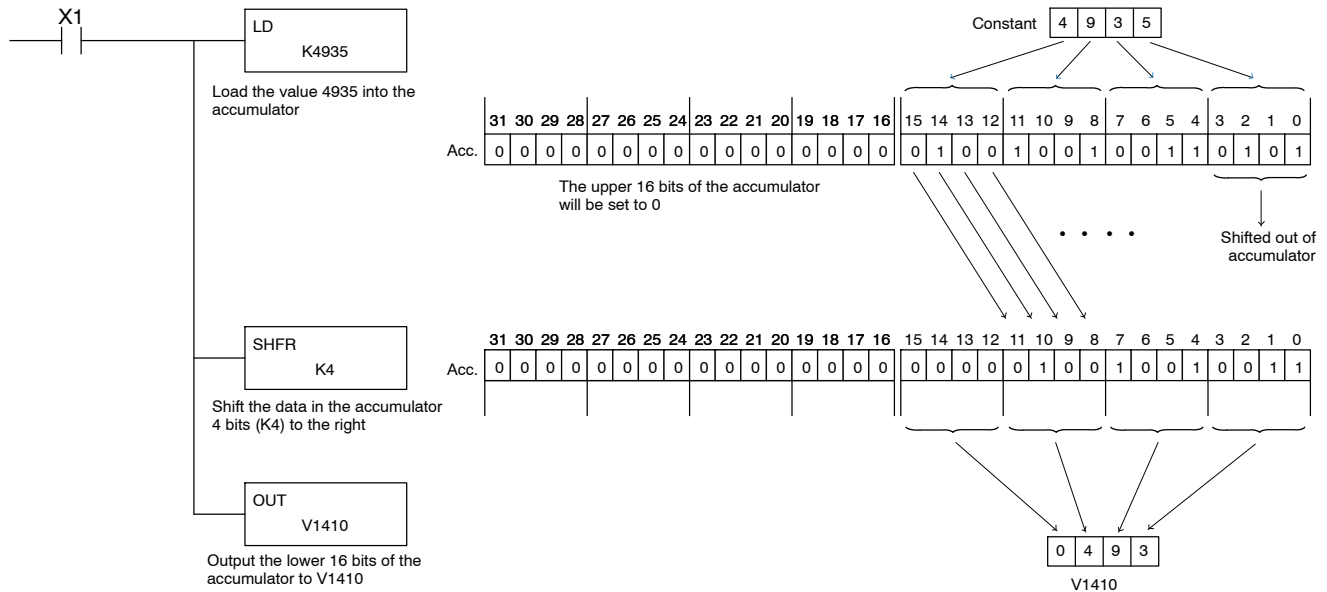 X1
LD
K4935
Load the value 4935 into the
accumulator
Constant 4 9 3 5
31 30 29 28 27 26 25 24 23 22 21 20 19 18 17 16 15 14 13 12 11 10 9 8 7 6 5 4 3 2 1 0
Acc. 0 0 0 0 0 0 0 0 0 0 0 0 0 0 0 0 0 1 0 0 1 0 0 1 0 0 1 1 0 1 0 1
The upper 16 bits of the accumulator
will be set to 0
Shifted out of
accumulator
SHFR
K4
Shift the data in the accumulator
4 bits (K4) to the right
31 30 29 28 27 26 25 24 23 22 21 20 19 18 17 16 15 14 13 12 11 10 9 8 7 6 5 4 3 2 1 0
Acc. 0 0 0 0 0 0 0 0 0 0 0 0 0 0 0 0 0 0 0 0 0 1 0 0 1 0 0 1 0 0 1 1
OUT
V1410
Output the lower 16 bits of the
accumulator to V1410
0 4 9 3
V1410